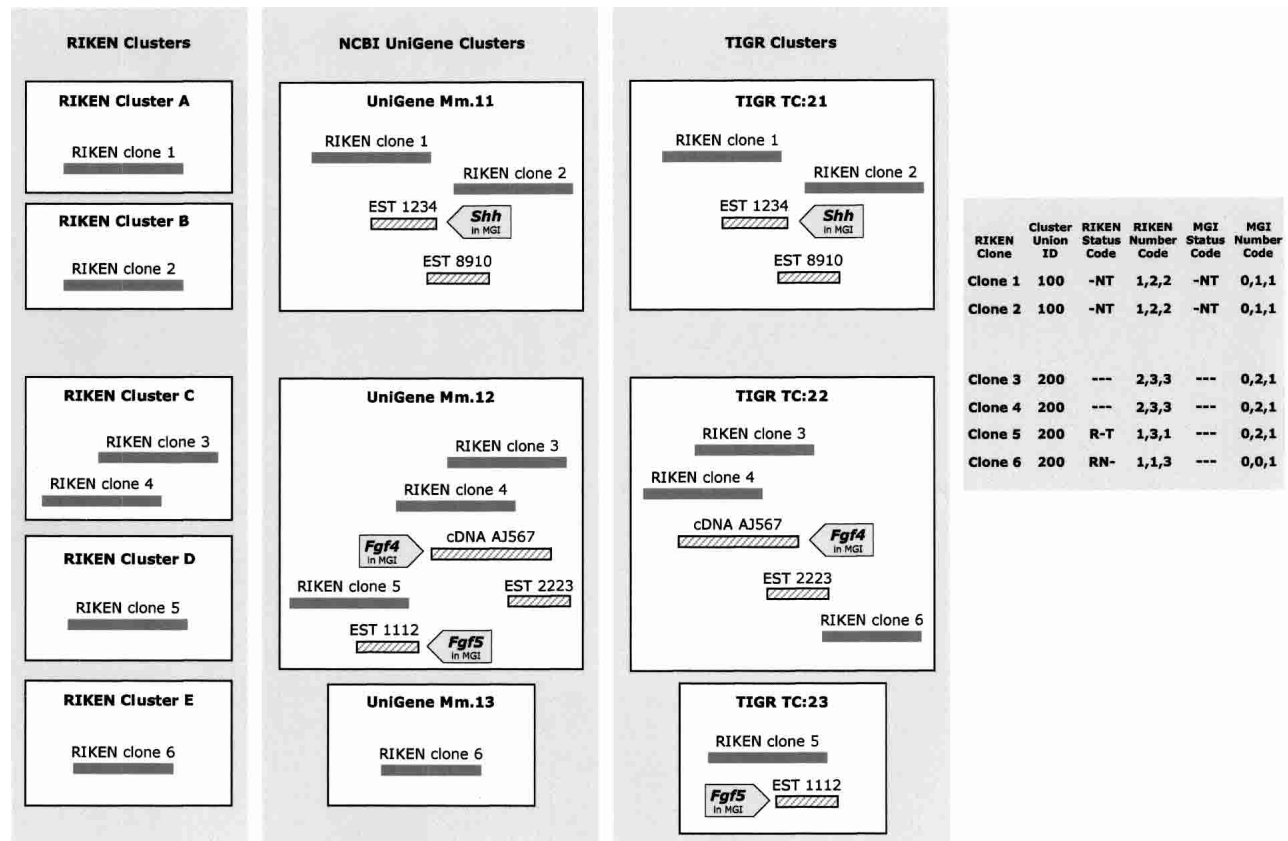 RIKEN Clusters
RIKEN Cluster A
RIKEN clone 1
RIKEN Cluster B
RIKEN clone 2
RIKEN Cluster C
RIKEN clone 3
RIKEN clone 4
RIKEN Cluster D
RIKEN clone 5
RIKEN Cluster E
RIKEN clone 6
NCBI UniGene Clusters
UniGene Mm.11
RIKEN clone 1
RIKEN clone 2
EST 1234
Shh
in MGI
EST 8910
UniGene Mm.12
RIKEN clone 3
RIKEN clone 4
cDNA AJ567
Fgf4
in MGI
RIKEN clone 5
EST 2223
EST 1112
Fgf5
in MGI
UniGene Mm.13
RIKEN clone 6
TIGR Clusters
TIGR TC:21
RIKEN clone 1
RIKEN clone 2
EST 1234
Shh
in MGI
EST 8910
TIGR TC:22
RIKEN clone 3
RIKEN clone 4
cDNA AJ567
Fgf4
in MGI
EST 2223
RIKEN clone 6
TIGR TC:23
RIKEN clone 5
EST 1112
Fgf5
in MGI
Cluster RIKEN RIKEN MGI MGI
RIKEN Union Status Number Status Number
Clone ID Code Code Code Code
Clone 1 100 -NT 1,2,2 -NT 0,1,1
Clone 2 100 -NT 1,2,2 -NT 0,1,1
Clone 3 200 --- 2,3,3 --- 0,2,1
Clone 4 200 --- 2,3,3 --- 0,2,1
Clone 5 200 R-T 1,3,1 --- 0,2,1
Clone 6 200 RN- 1,1,3 --- 0,0,1